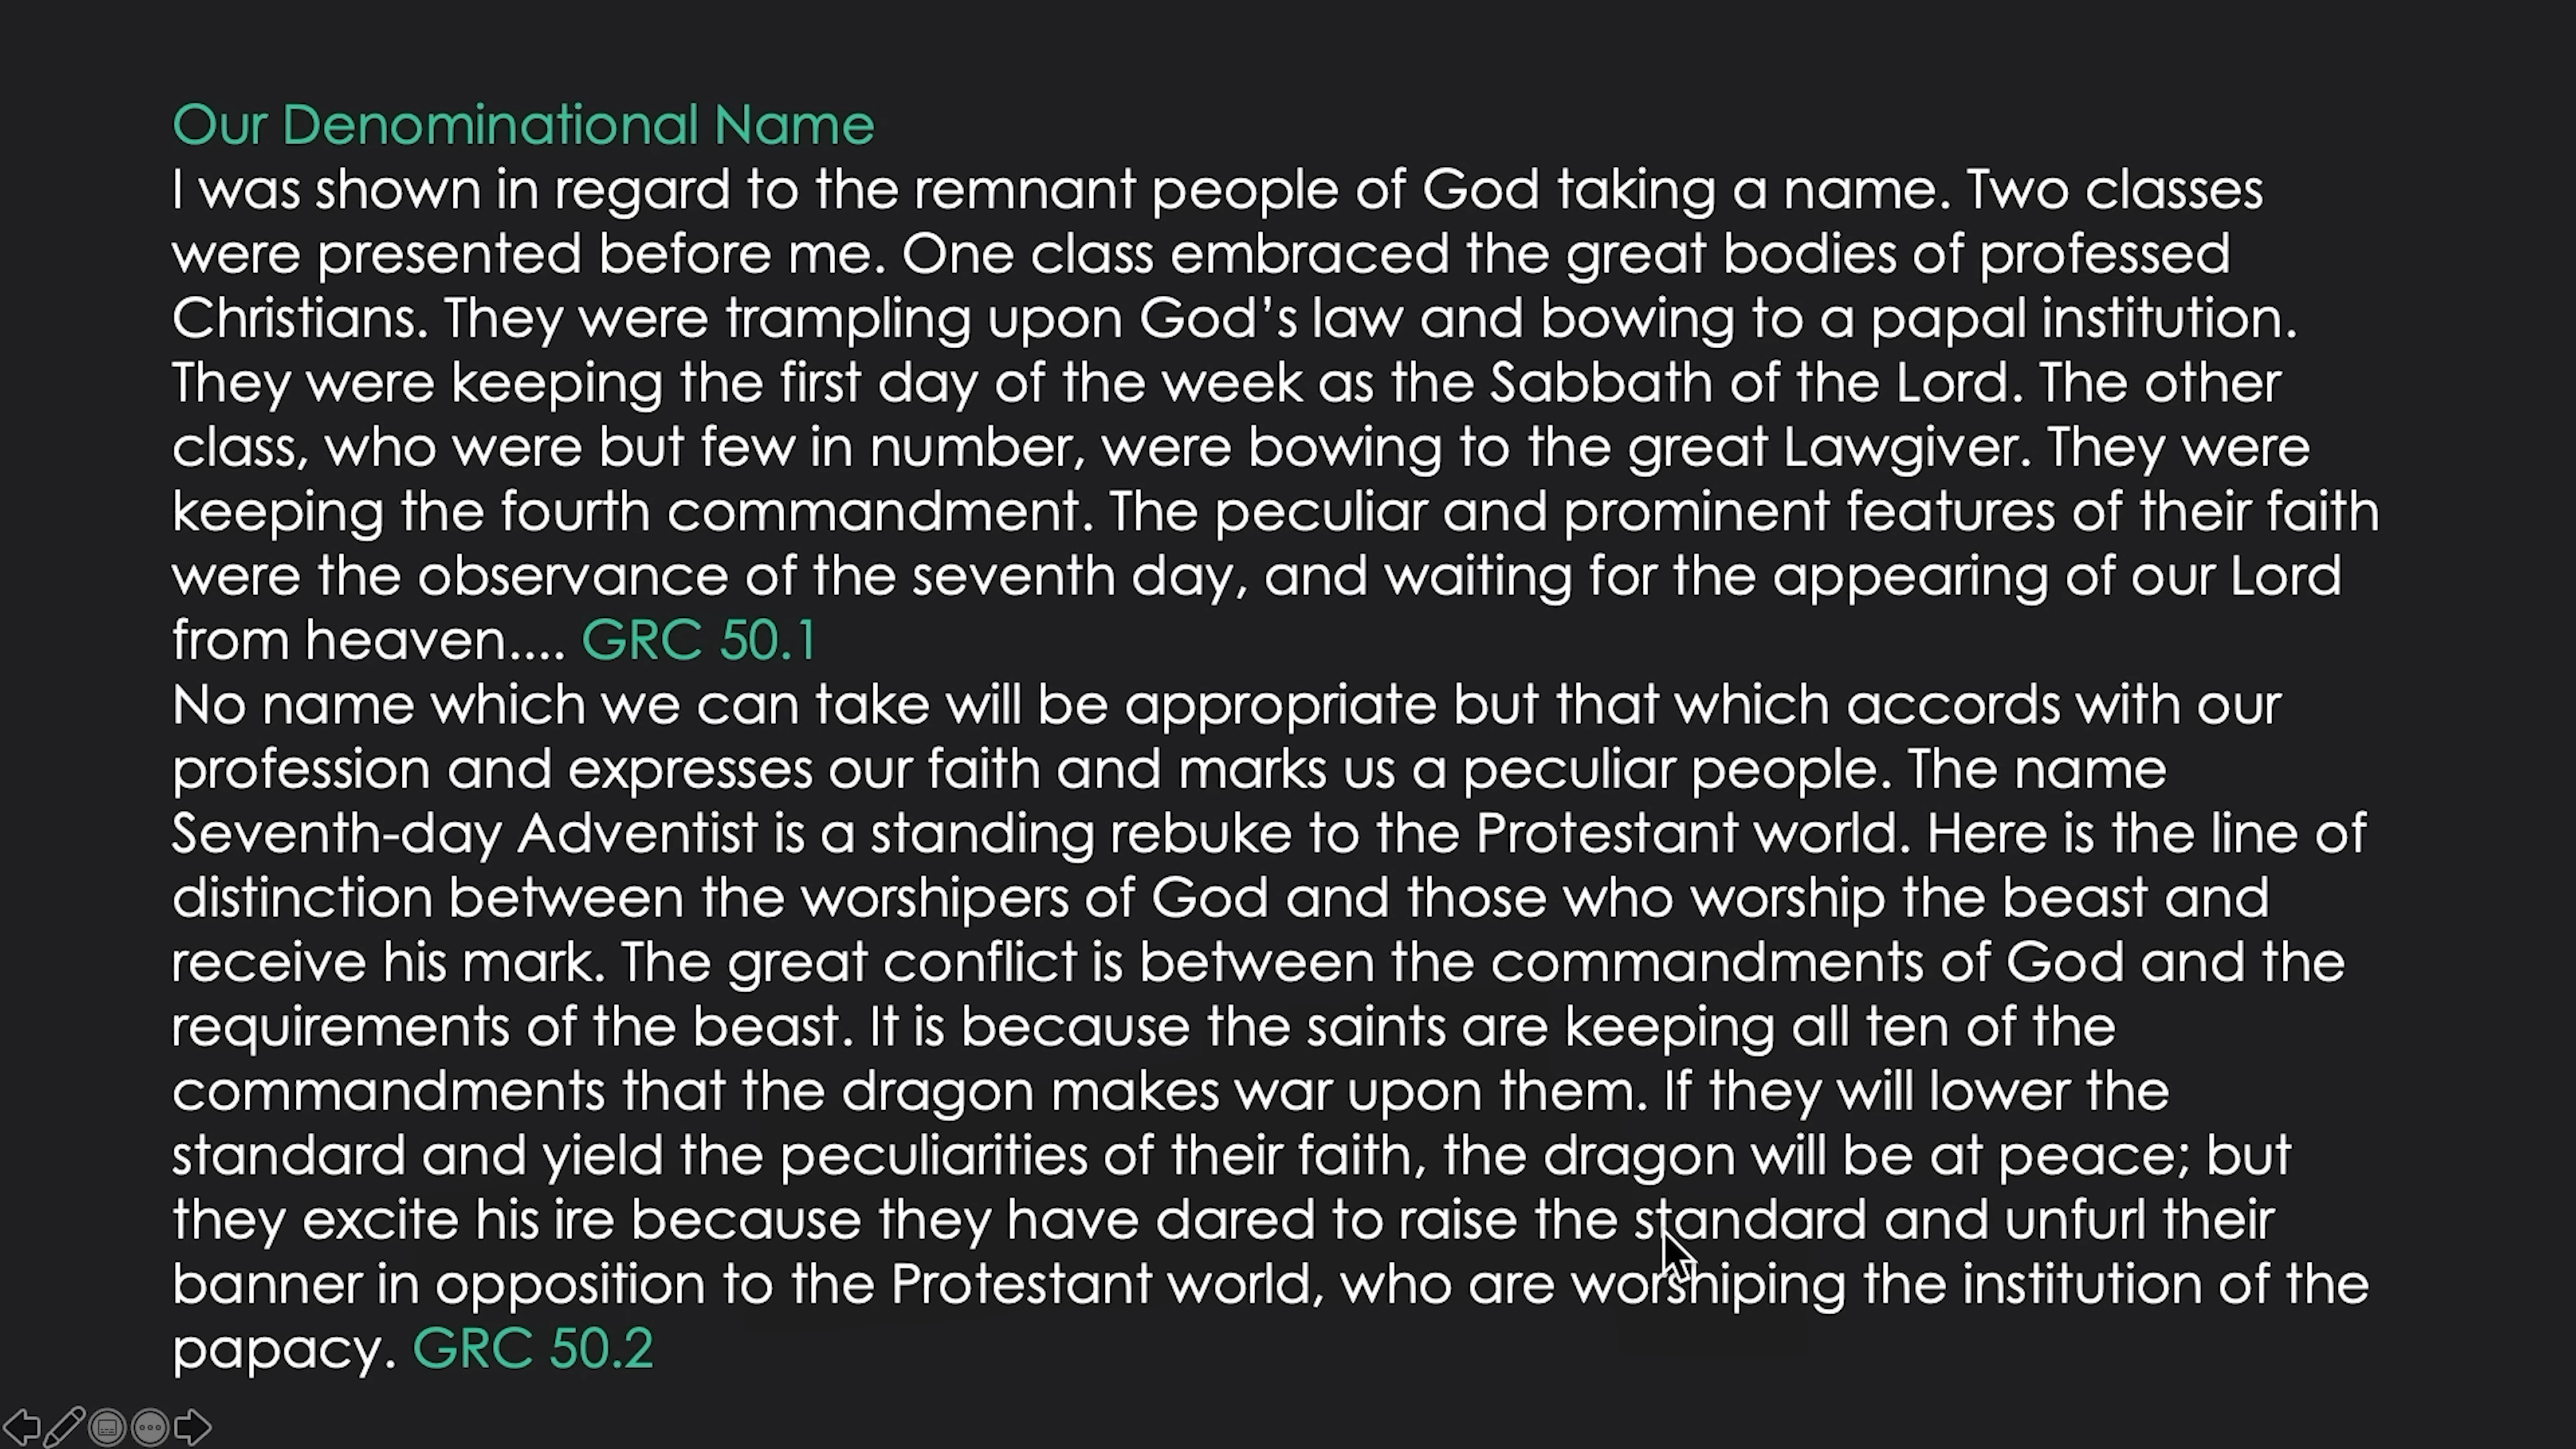 Our Denominational Name
I was shown in regard to the remnant people of God taking a name. Two classes
were presented before me. One class embraced the great bodies of professed
Christians. They were trampling upon God’s law and bowing to a papal institution.
They were keeping the first day of the week as the Sabbath of the Lord. The other
class, who were but few in number, were bowing to the great Lawgiver. They were
keeping the fourth commandment. The peculiar and prominent features of their faith
were the observance of the seventh day, and waiting for the appearing of our Lord
from heaven.... GRC 50.1
No name which we can take will be appropriate but that which accords with our
profession and expresses our faith and marks us a peculiar people. The name
Seventh-day Adventist is a standing rebuke to the Protestant world. Here is the line of
distinction between the worshipers of God and those who worship the beast and
receive his mark. The great conflict is between the commandments of God and the
requirements of the beast. It is because the saints are keeping all ten of the
commandments that the dragon makes war upon them. If they will lower the
standard and yield the peculiarities of their faith, the dragon will be at peace; but
they excite his ire because they have dared to raise the standard and unfurl their
banner in opposition to the Protestant world, who are worshiping the institution of the
papacy. GRC 50.2